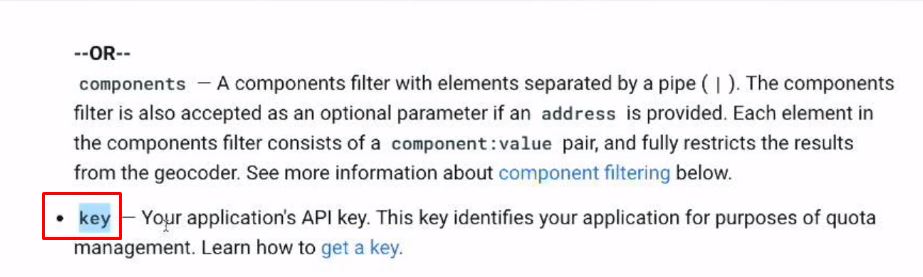 --OR--
components — A components filter with elements separated by a pipe ( | ). The components
filter is also accepted as an optional parameter if an address is provided. Each element in
the components filter consists of a component:value pair, and fully restricts the results
from the geocoder. See more information about component filtering below.
• key — Your application's API key. This key identifies your application for purposes of quota
management. Learn how to get a key.